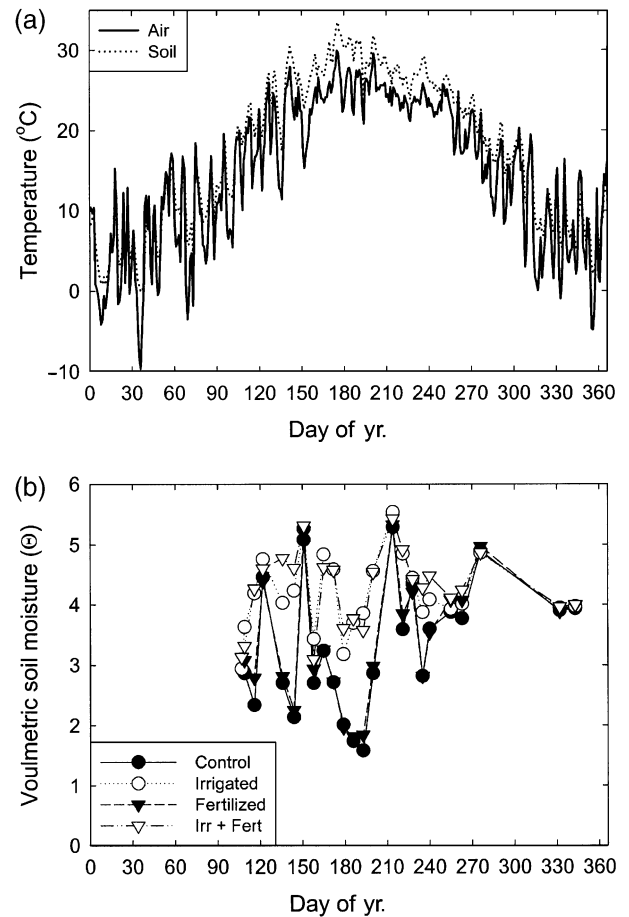 (a)
Air
Soil
Temperature (°C)
30
20
10
0
–10
0 30 60 90 120 150 180 210 240 270 300 330 360
Day of yr.
(b)
Voulmetric soil moisture (Θ)
6
5
4
3
2
1
0
Control
Irrigated
Fertilized
Irr + Fert
0 30 60 90 120 150 180 210 240 270 300 330 360
Day of yr.